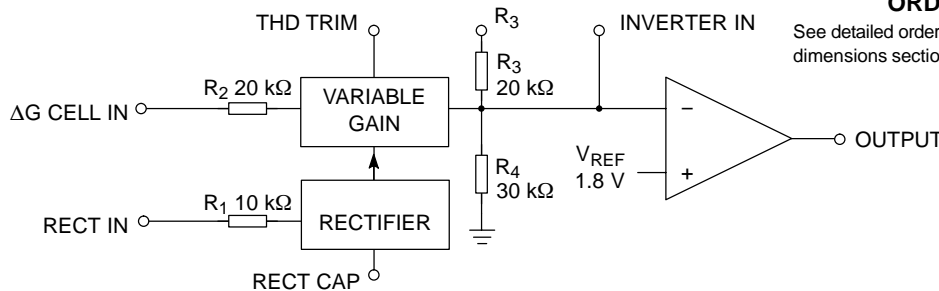 ORD
See detailed order
dimensions sectio
THD TRIM
R3
INVERTER IN
R3
20 kΩ
R2 20 kΩ
VARIABLE
GAIN
ΔG CELL IN
−
OUTPUT
VREF
1.8 V
+
R4
30 kΩ
R1 10 kΩ
RECT IN
RECTIFIER
RECT CAP